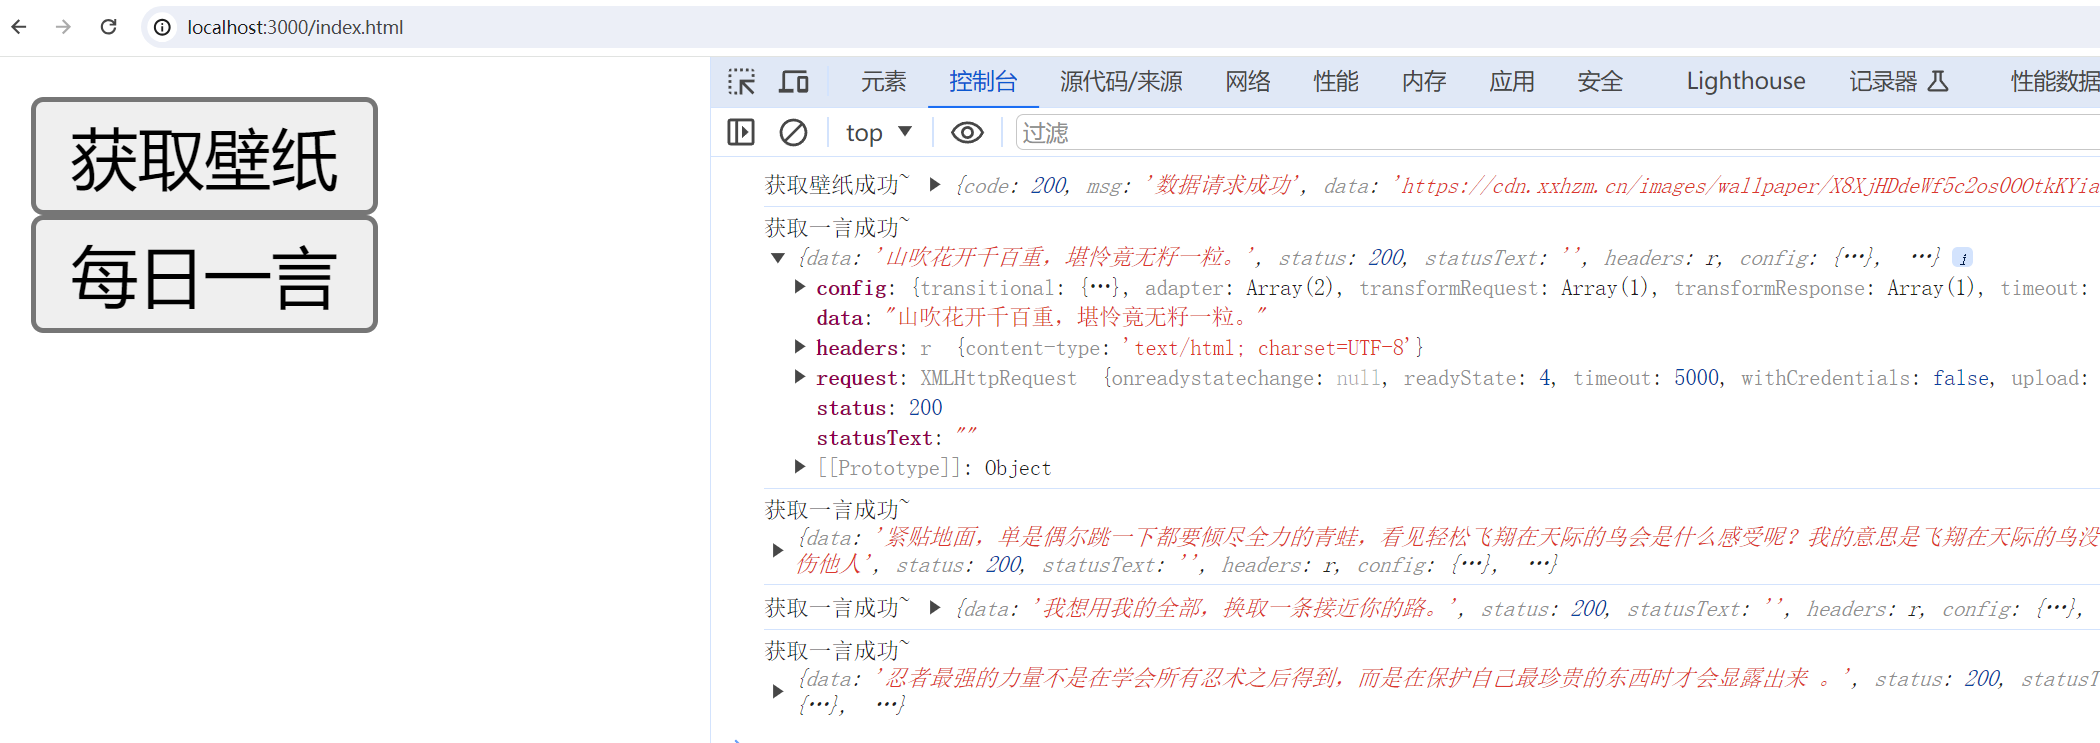 localhost:3000/index.html
获取壁纸
每日一言
元素 控制台 源代码/来源 网络 性能 内存 应用 安全 Lighthouse 记录器 性能数据
top 过滤
获取壁纸成功~ {code: 200, msg: '数据请求成功', data: 'https://cdn.xxhzm.cn/images/wallpaper/X8XjHDdeWf5c2os0O0tkKYia
获取一言成功~
{data: '山吹花开千百重，堪怜竟无籽一粒。', status: 200, statusText: '', headers: r, config: {…}, …} i
config: {transitional: {…}, adapter: Array(2), transformRequest: Array(1), transformResponse: Array(1), timeout:
data: "山吹花开千百重，堪怜竟无籽一粒。"
headers: r {content-type: 'text/html; charset=UTF-8'}
request: XMLHttpRequest {onreadystatechange: null, readyState: 4, timeout: 5000, withCredentials: false, upload:
status: 200
statusText: ""
[[Prototype]]: Object
获取一言成功~
{data: '紧贴地面，单是偶尔跳一下都要倾尽全力的青蛙，看见轻松飞翔在天际的鸟会是什么感受呢？我的意思是飞翔在天际的鸟没
伤他人', status: 200, statusText: '', headers: r, config: {…}, …}
获取一言成功~ {data: '我想用我的全部，换取一条接近你的路。', status: 200, statusText: '', headers: r, config: {…},
获取一言成功~
{data: '忍者最强的力量不是在学会所有忍术之后得到，而是在保护自己最珍贵的东西时才会显露出来 。', status: 200, statusT
{…}, …}